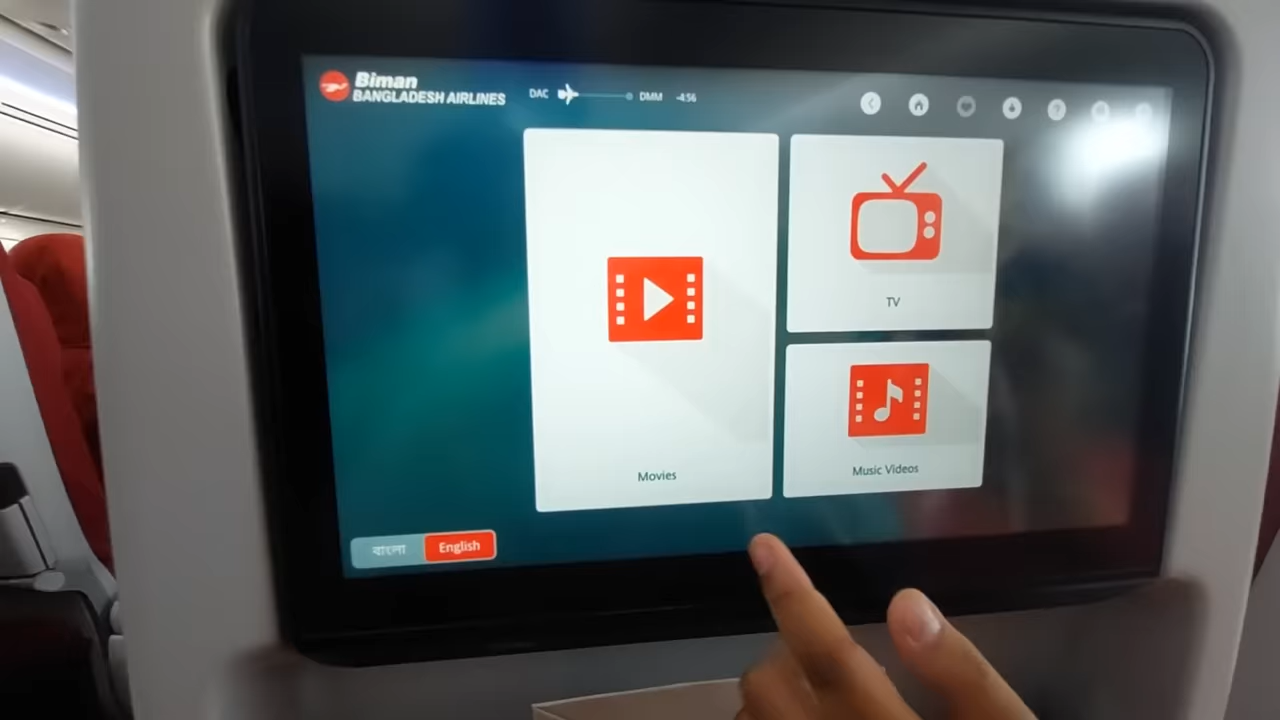 Biman
BANGLADESH AIRLINES
DAC DMM -4:56
TV
Movies
Music Videos
বাংলা English